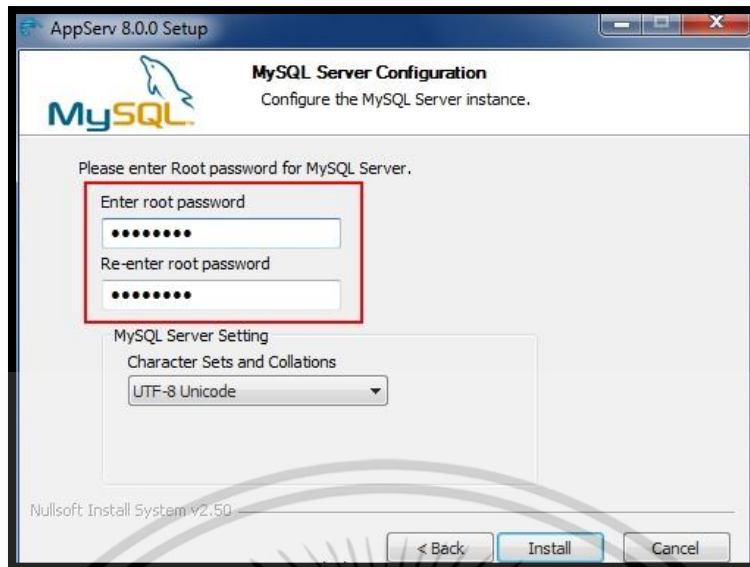 AppServ 8.0.0 Setup
MySQL
MySQL Server Configuration
Configure the MySQL Server instance.
Please enter Root password for MySQL Server.
Enter root password
••••••••
Re-enter root password
••••••••
MySQL Server Setting
Character Sets and Collations
UTF-8 Unicode
Nullsoft Install System v2.50
< Back Install Cancel